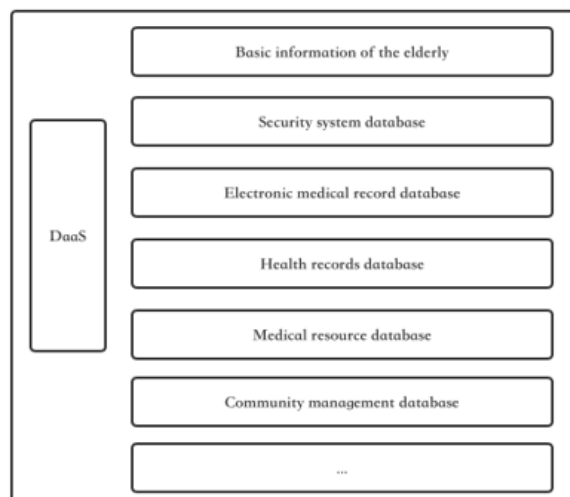 Basic information of the elderly
Security system database
Electronic medical record database
DaaS
Health records database
Medical resource database
Community management database
...